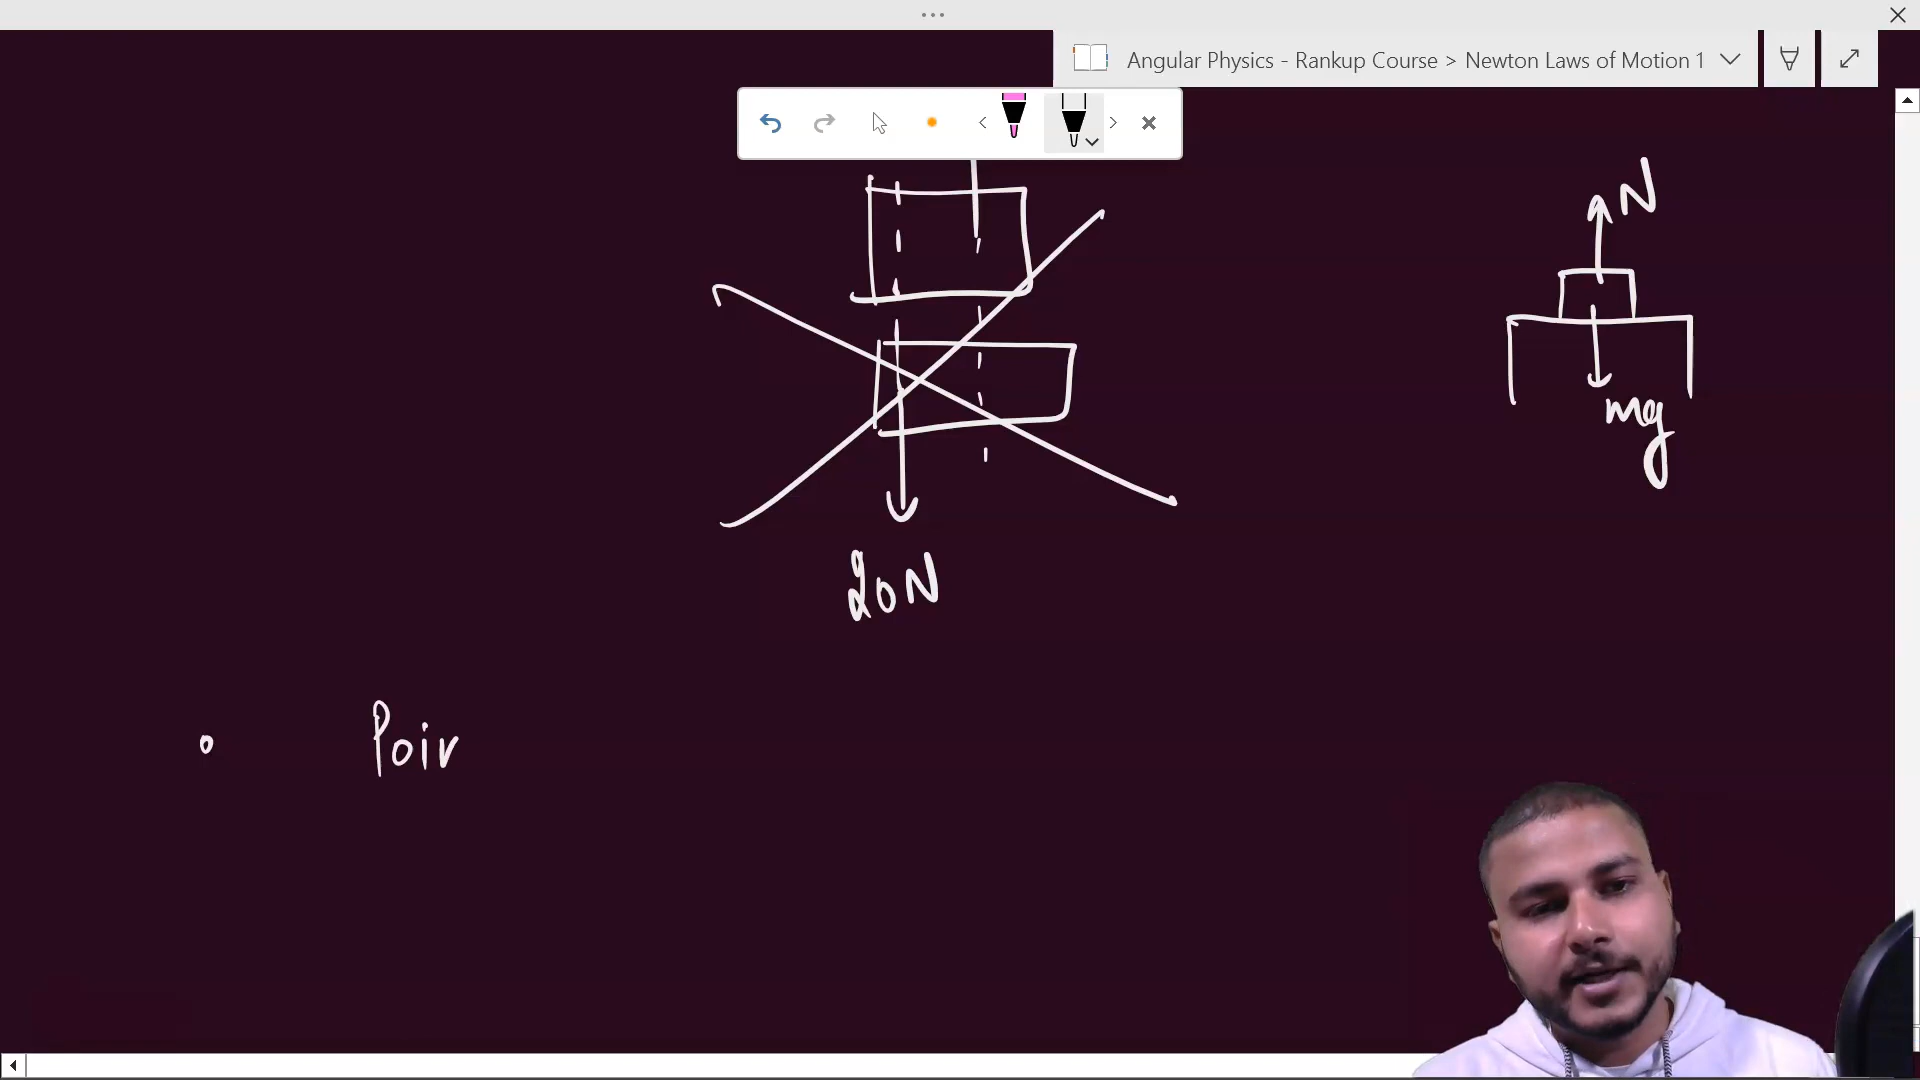 Angular Physics - Rankup Course > Newton Laws of Motion 1
N
mg
20N
Poir